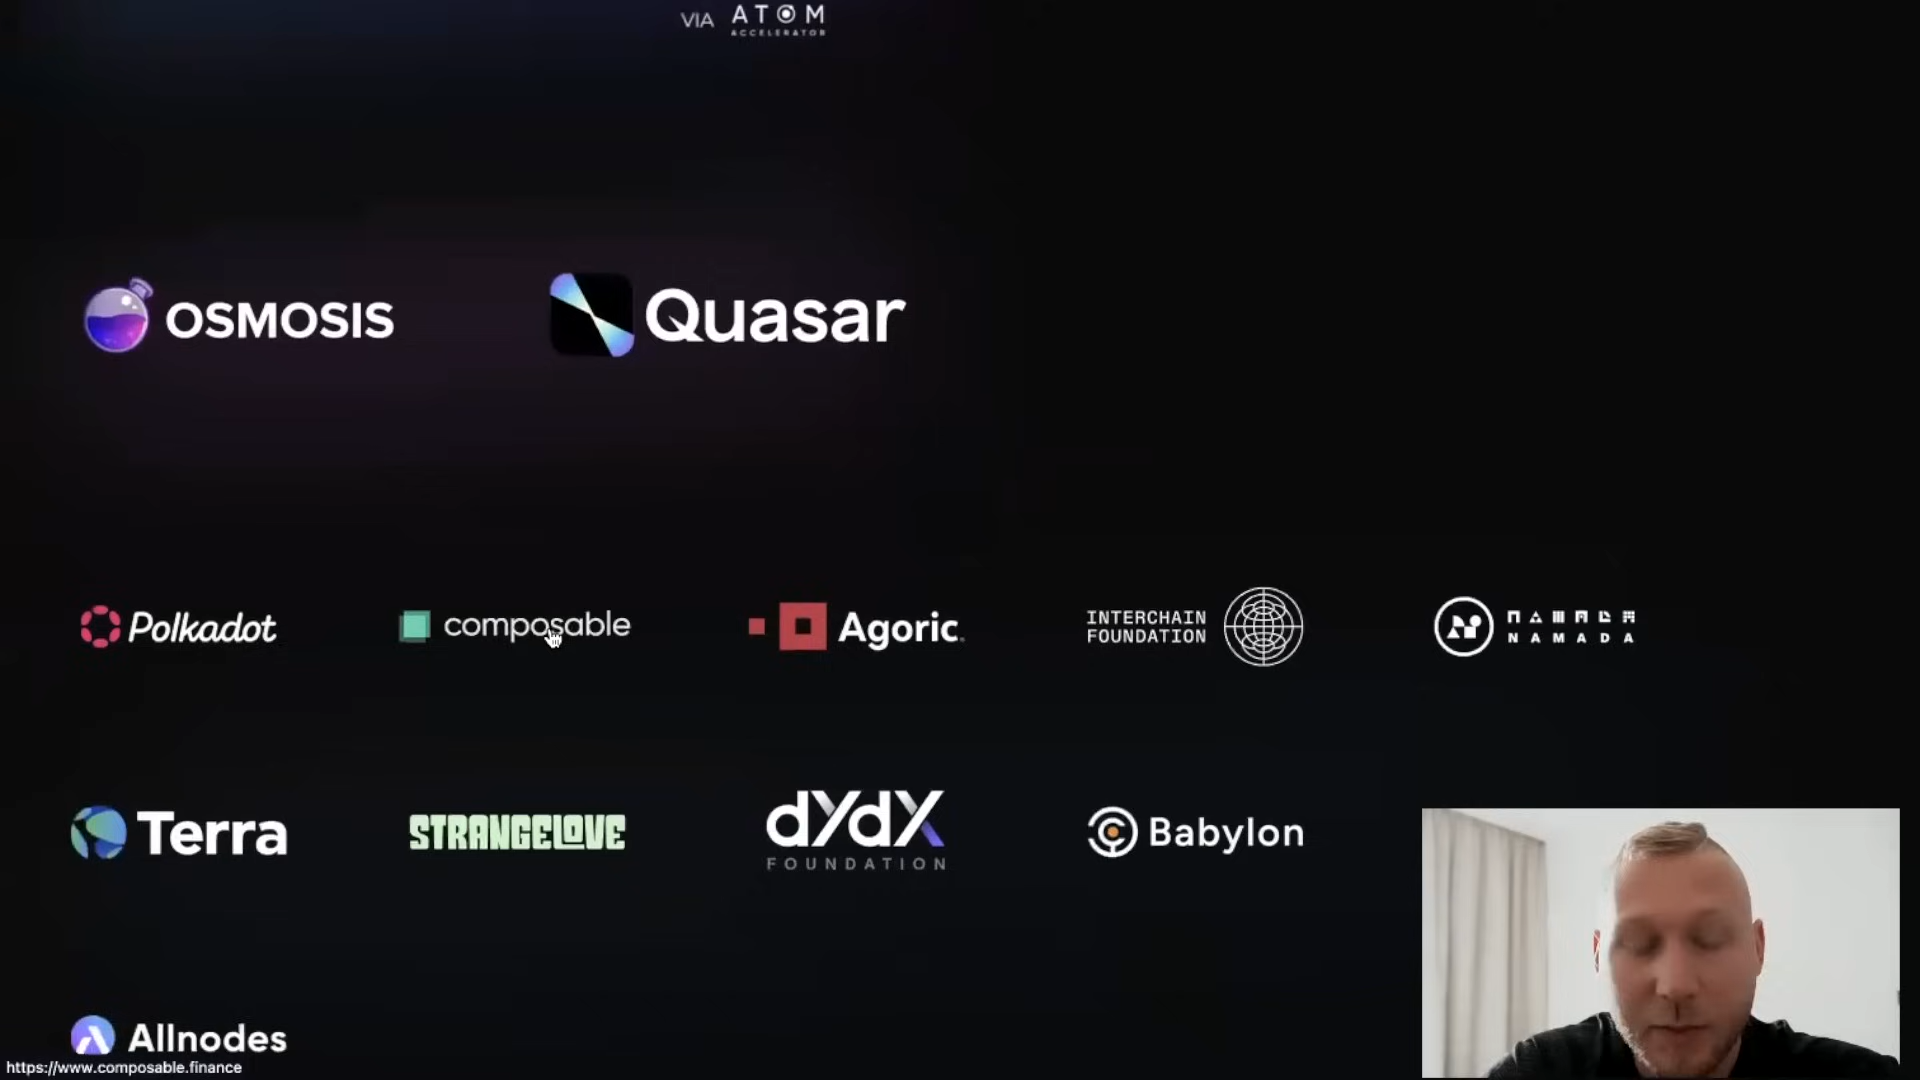 VIA ATOM
ACCELERATOR
OSMOSIS
Quasar
Polkadot
composable
Agoric.
INTERCHAIN
FOUNDATION
NAMADA
Terra
STRANGELOVE
dYdX
FOUNDATION
Babylon
Allnodes
https://www.composable.finance